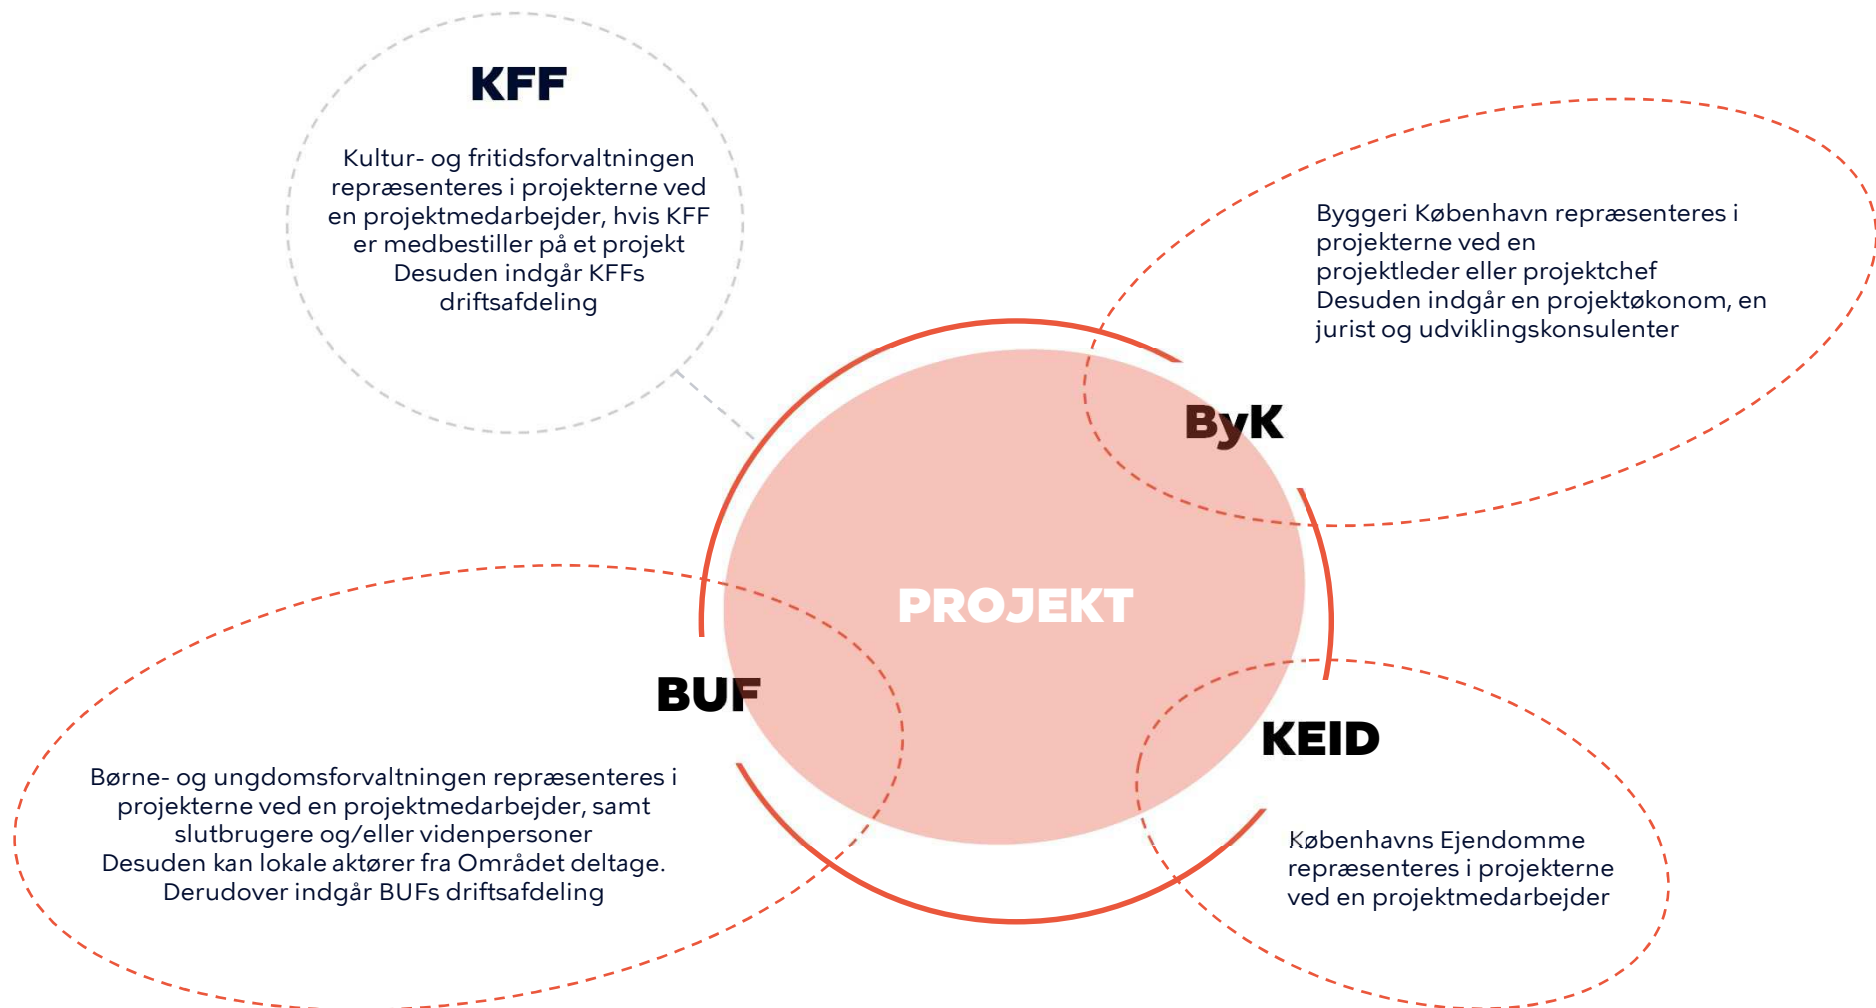 KFF
Kultur- og fritidsforvaltningen
repræsenteres i projekterne ved
en projektmedarbejder, hvis KFF
er medbestiller på et projekt
Desuden indgår KFFs
driftsafdeling
Byggeri København repræsenteres i
projekterne ved en
projektleder eller projektchef
Desuden indgår en projektøkonom, en
jurist og udviklingskonsulenter
ByK
PROJEKT
BUF
KEID
Børne- og ungdomsforvaltningen repræsenteres i
projekterne ved en projektmedarbejder, samt
slutbrugere og/eller videnpersoner
Desuden kan lokale aktører fra Området deltage.
Derudover indgår BUFs driftsafdeling
Københavns Ejendomme
repræsenteres i projekterne
ved en projektmedarbejder